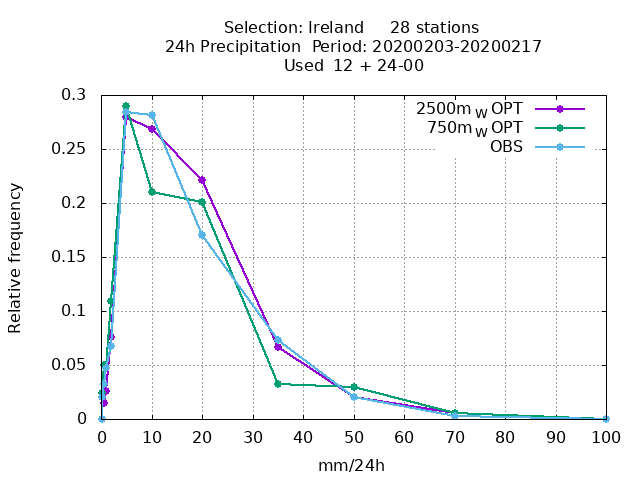 Selection: Ireland 28 stations
24h Precipitation Period: 20200203-20200217
Used 12 + 24-00
0.3
0.25
0.2
0.15
0.1
0.05
0
Relative frequency
2500m W OPT
750m W OPT
OBS
0 10 20 30 40 50 60 70 80 90 100
mm/24h